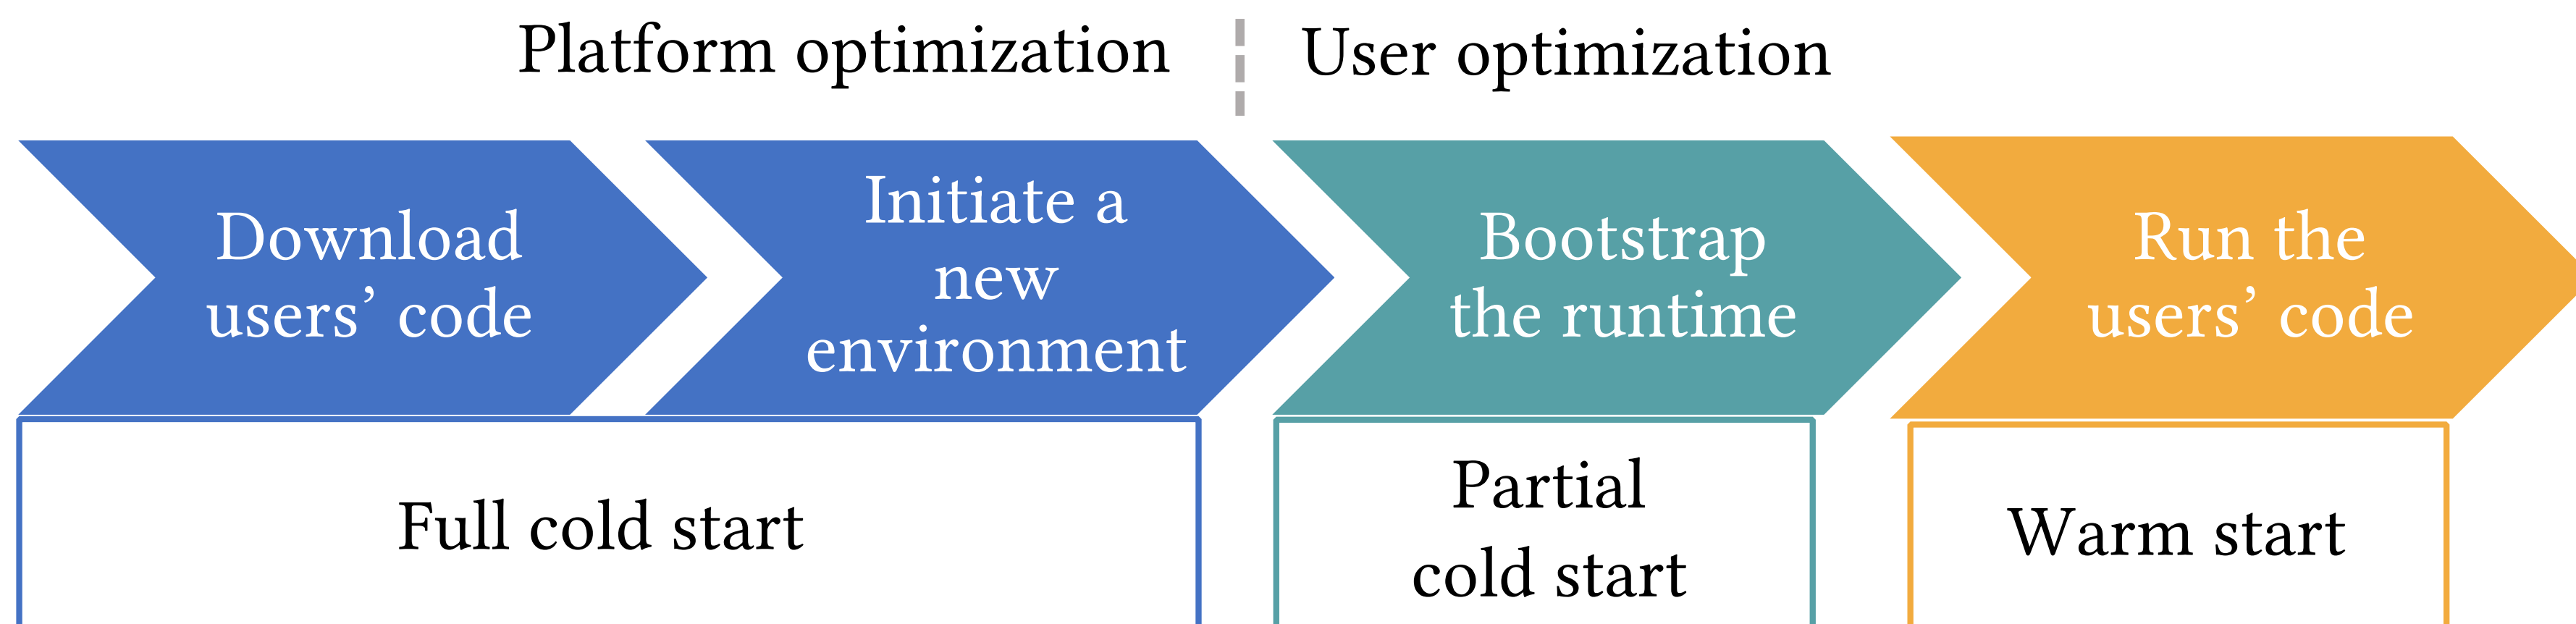 Platform optimization
User optimization
Download
users’ code
Initiate a
new
environment
Bootstrap
the runtime
Run the
users’ code
Full cold start
Partial
cold start
Warm start